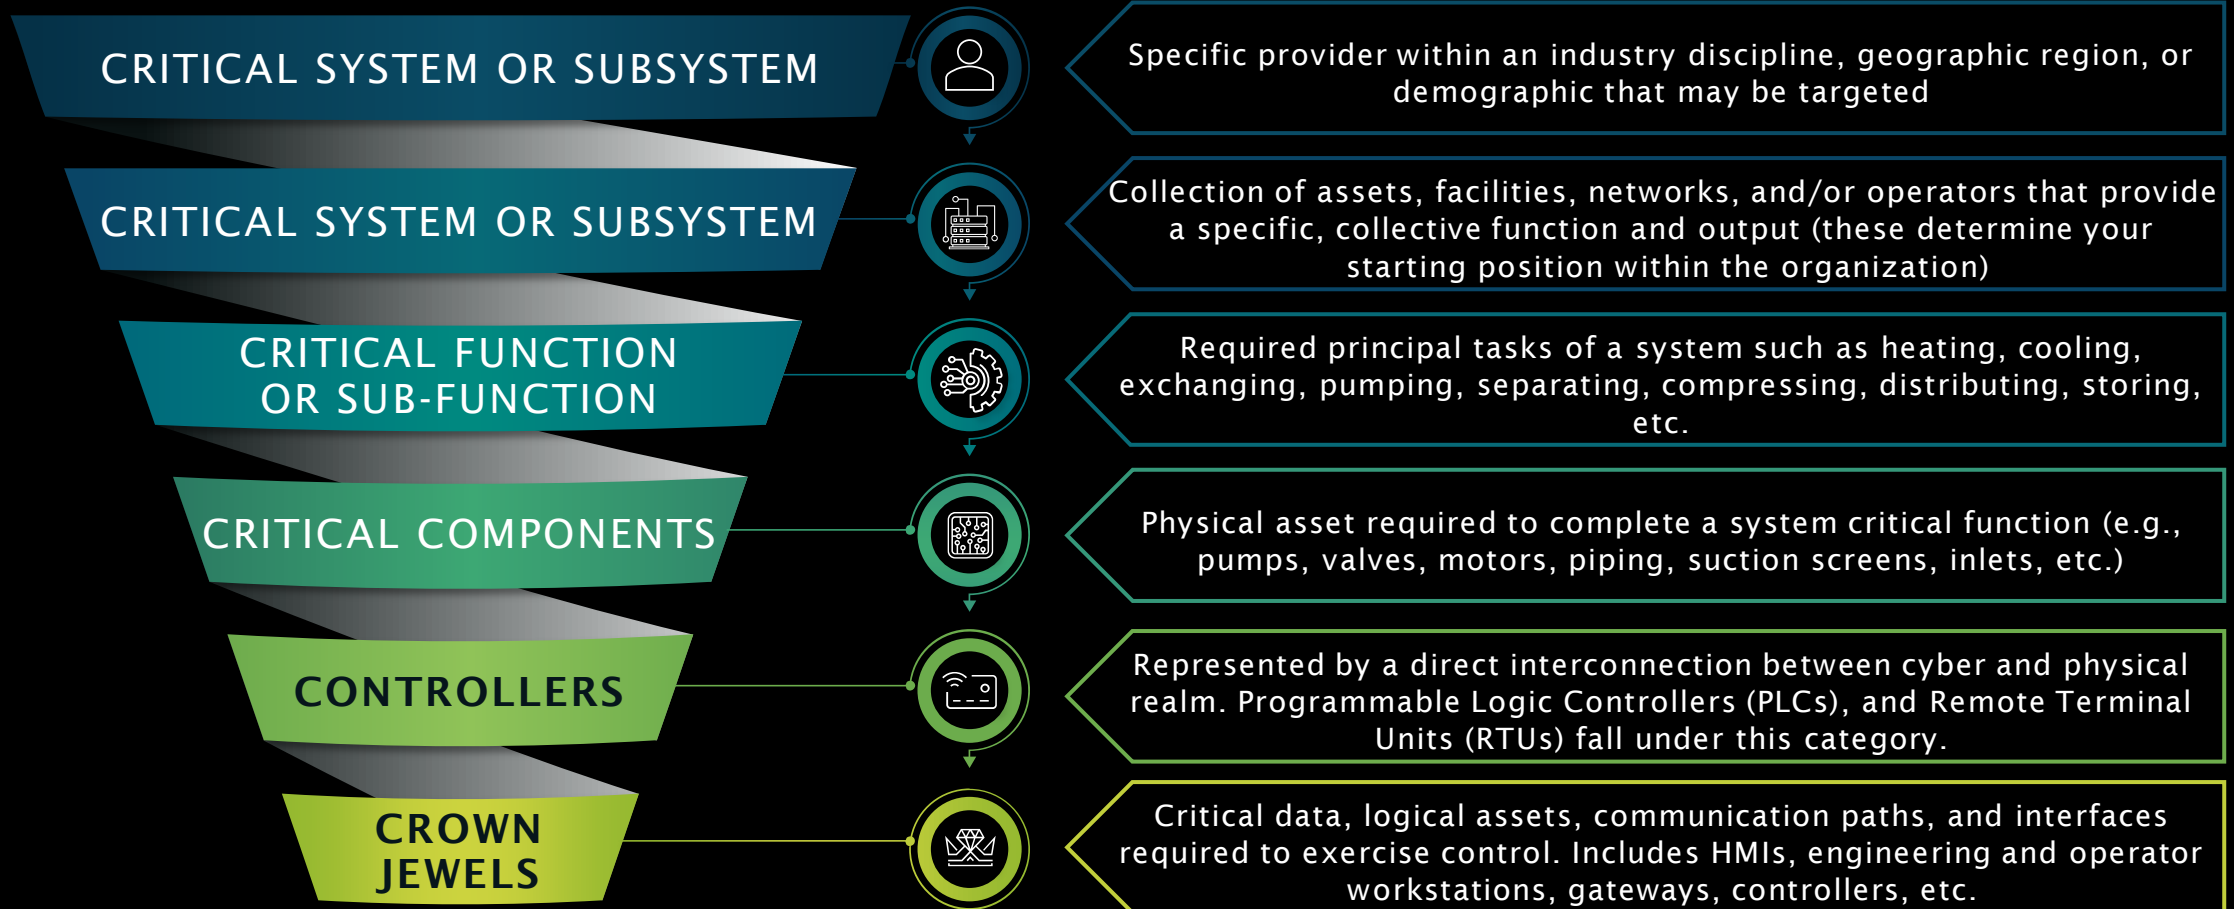 CRITICAL SYSTEM OR SUBSYSTEM
Specific provider within an industry discipline, geographic region, or
demographic that may be targeted
CRITICAL SYSTEM OR SUBSYSTEM
Collection of assets, facilities, networks, and/or operators that provide
a specific, collective function and output (these determine your
starting position within the organization)
CRITICAL FUNCTION
OR SUB-FUNCTION
Required principal tasks of a system such as heating, cooling,
exchanging, pumping, separating, compressing, distributing, storing,
etc.
CRITICAL COMPONENTS
Physical asset required to complete a system critical function (e.g.,
pumps, valves, motors, piping, suction screens, inlets, etc.)
CONTROLLERS
Represented by a direct interconnection between cyber and physical
realm. Programmable Logic Controllers (PLCs), and Remote Terminal
Units (RTUs) fall under this category.
CROWN
JEWELS
Critical data, logical assets, communication paths, and interfaces
required to exercise control. Includes HMIs, engineering and operator
workstations, gateways, controllers, etc.